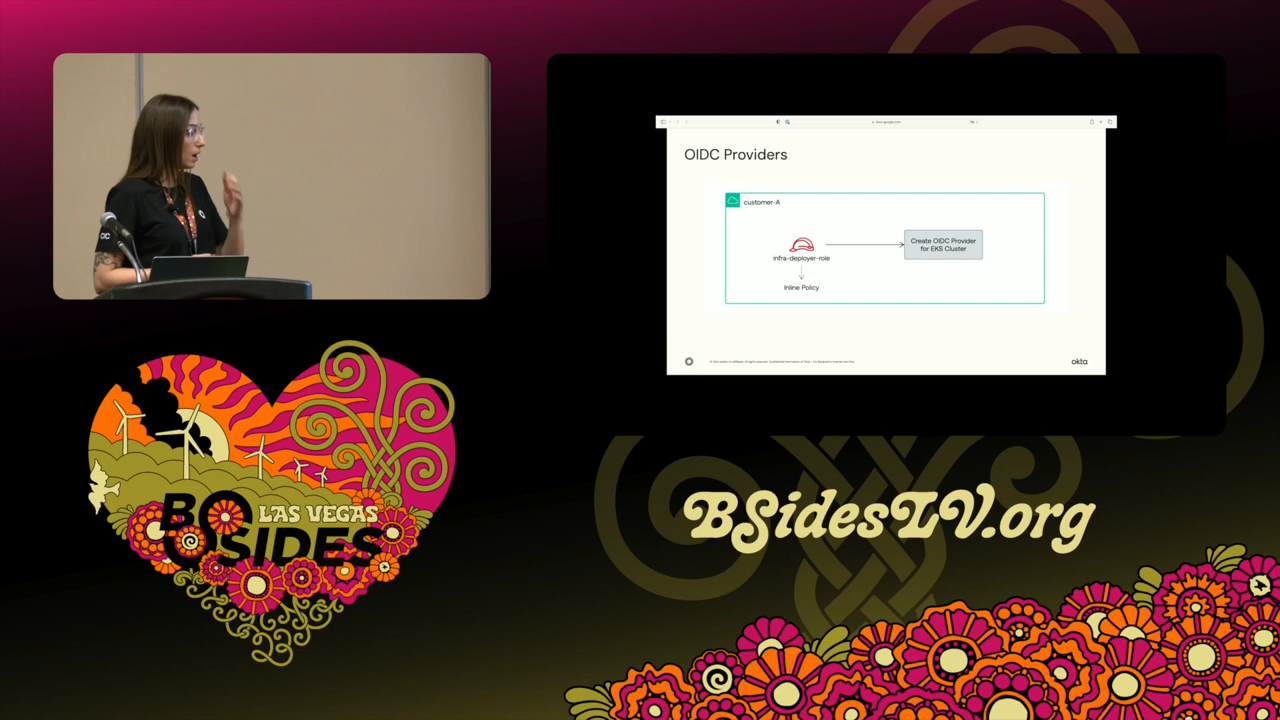 OIDC Providers
customer-A
infra-deployer-role
Inline Policy
Create OIDC Provider
for EKS Cluster
okta
BSIDES
LAS VEGAS
BSidesLV.org